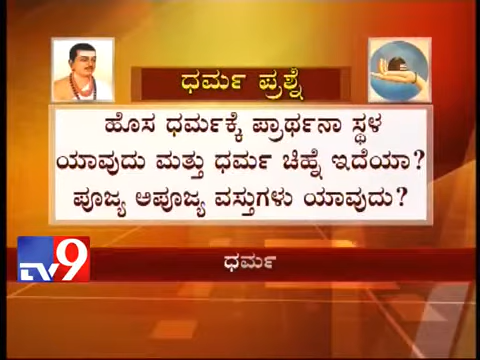 ಧರ್ಮ ಪ್ರಶ್ನೆ
ಹೊಸ ಧರ್ಮಕ್ಕೆ ಪ್ರಾರ್ಥನಾ ಸ್ಥಳ
ಯಾವುದು ಮತ್ತು ಧರ್ಮ ಚಿಹ್ನೆ ಇದೆಯಾ?
ಪೂಜ್ಯ ಅಪೂಜ್ಯ ವಸ್ತುಗಳು ಯಾವುದು?
TV9
ಧರ್ಮ